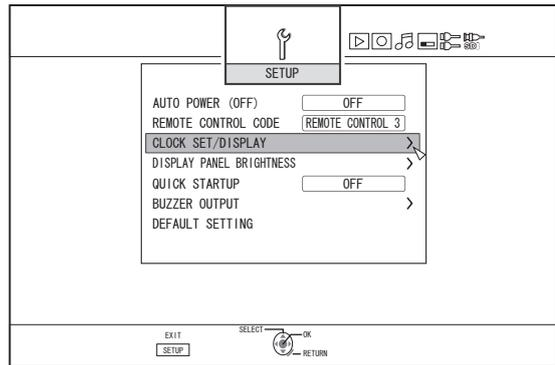 SETUP
AUTO POWER (OFF) OFF
REMOTE CONTROL CODE REMOTE CONTROL 3
CLOCK SET/DISPLAY
DISPLAY PANEL BRIGHTNESS
QUICK STARTUP OFF
BUZZER OUTPUT
DEFAULT SETTING
EXIT
SETUP
SELECT
OK
RETURN